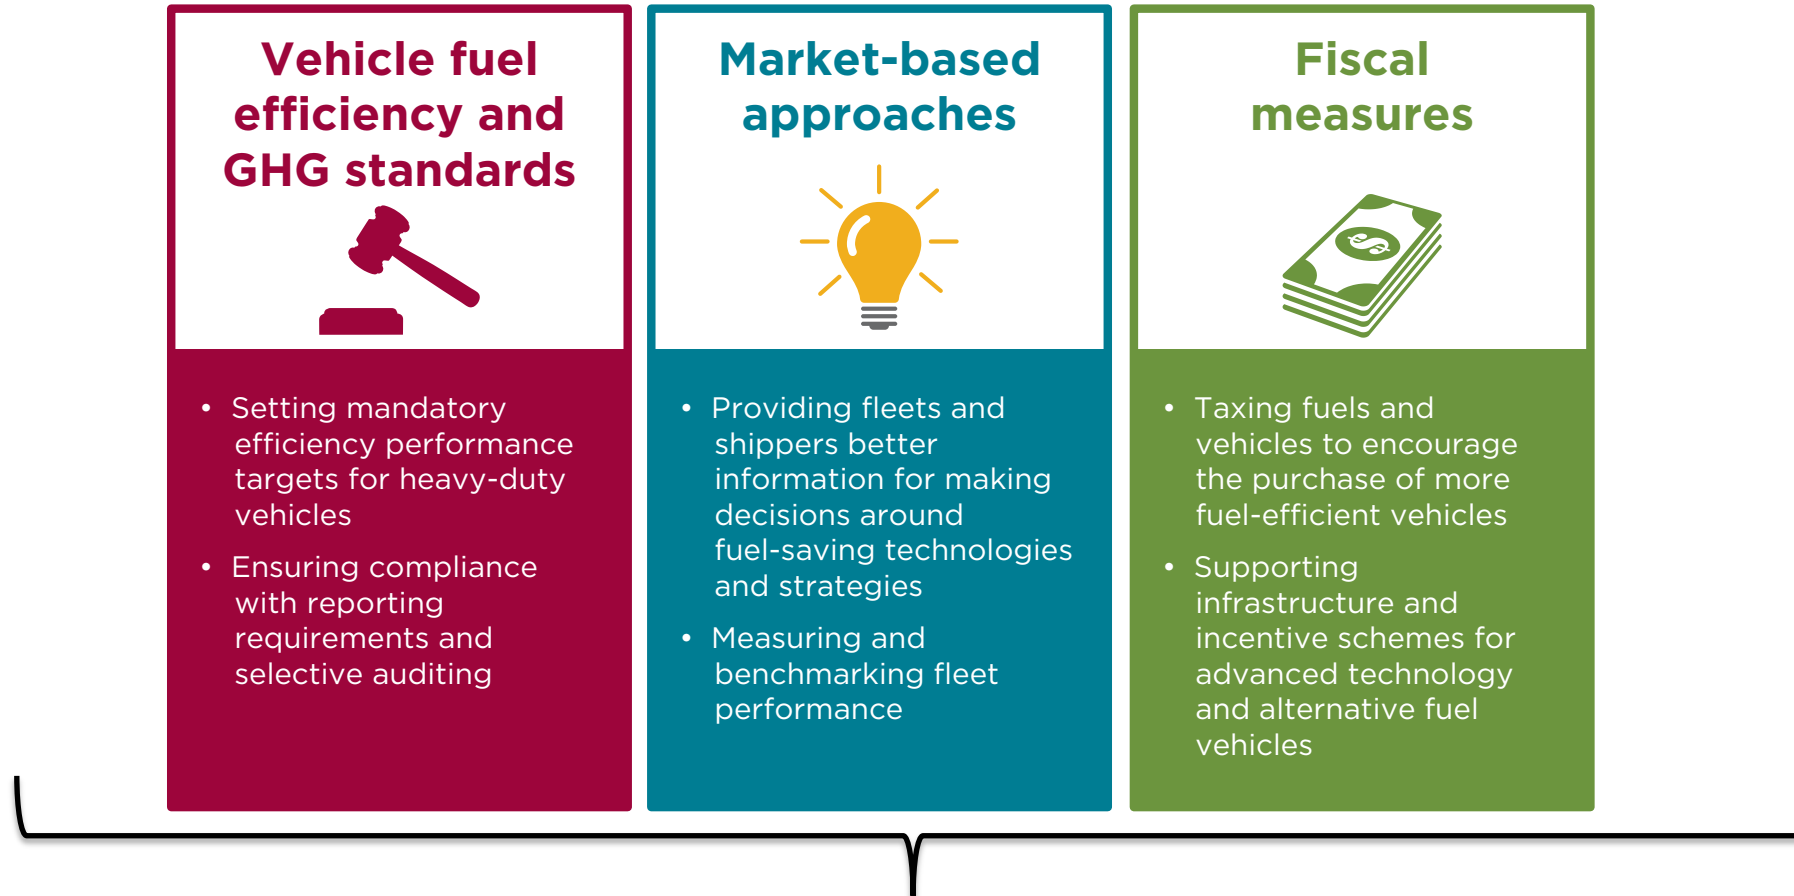 Vehicle fuel
efficiency and
GHG standards
• Setting mandatory
efficiency performance
targets for heavy-duty
vehicles
• Ensuring compliance
with reporting
requirements and
selective auditing
Market-based
approaches
• Providing fleets and
shippers better
information for making
decisions around
fuel-saving technologies
and strategies
• Measuring and
benchmarking fleet
performance
Fiscal
measures
$
• Taxing fuels and
vehicles to encourage
the purchase of more
fuel-efficient vehicles
• Supporting
infrastructure and
incentive schemes for
advanced technology
and alternative fuel
vehicles